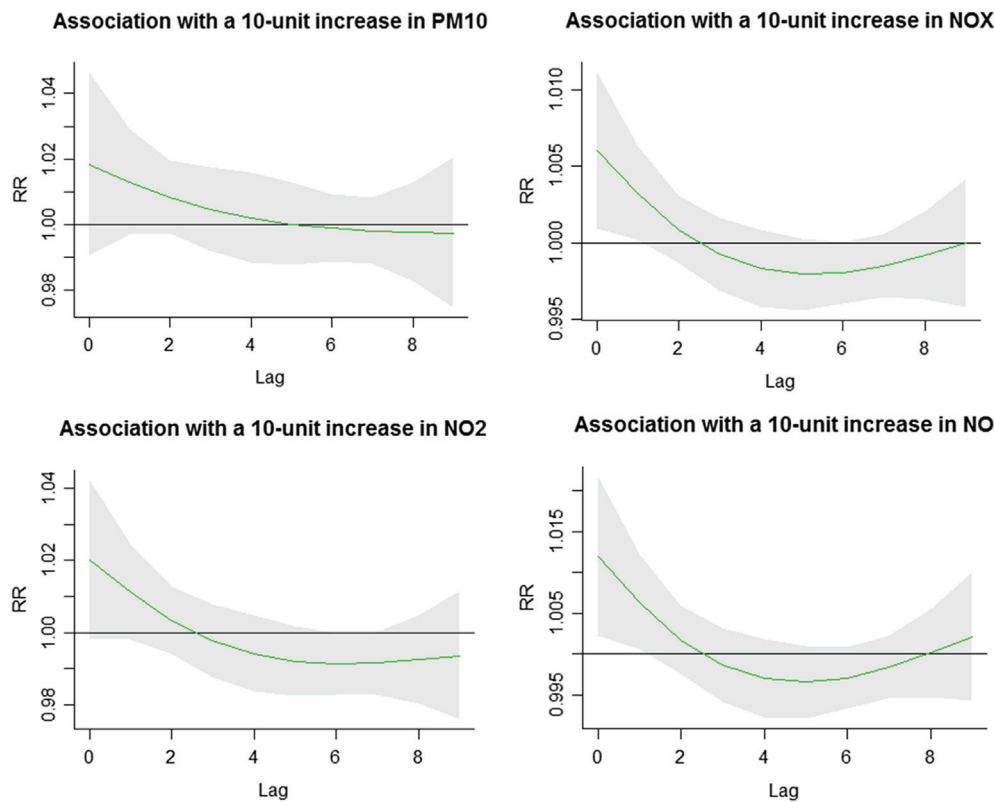 Association with a 10-unit increase in PM10
RR
1.04
1.02
1.00
0.98
0 2 4 6 8
Lag
Association with a 10-unit increase in NOX
RR
1.010
1.005
1.000
0.995
0 2 4 6 8
Lag
Association with a 10-unit increase in NO2
RR
1.04
1.02
1.00
0.98
0 2 4 6 8
Lag
Association with a 10-unit increase in NO
RR
1.015
1.005
0.995
0 2 4 6 8
Lag